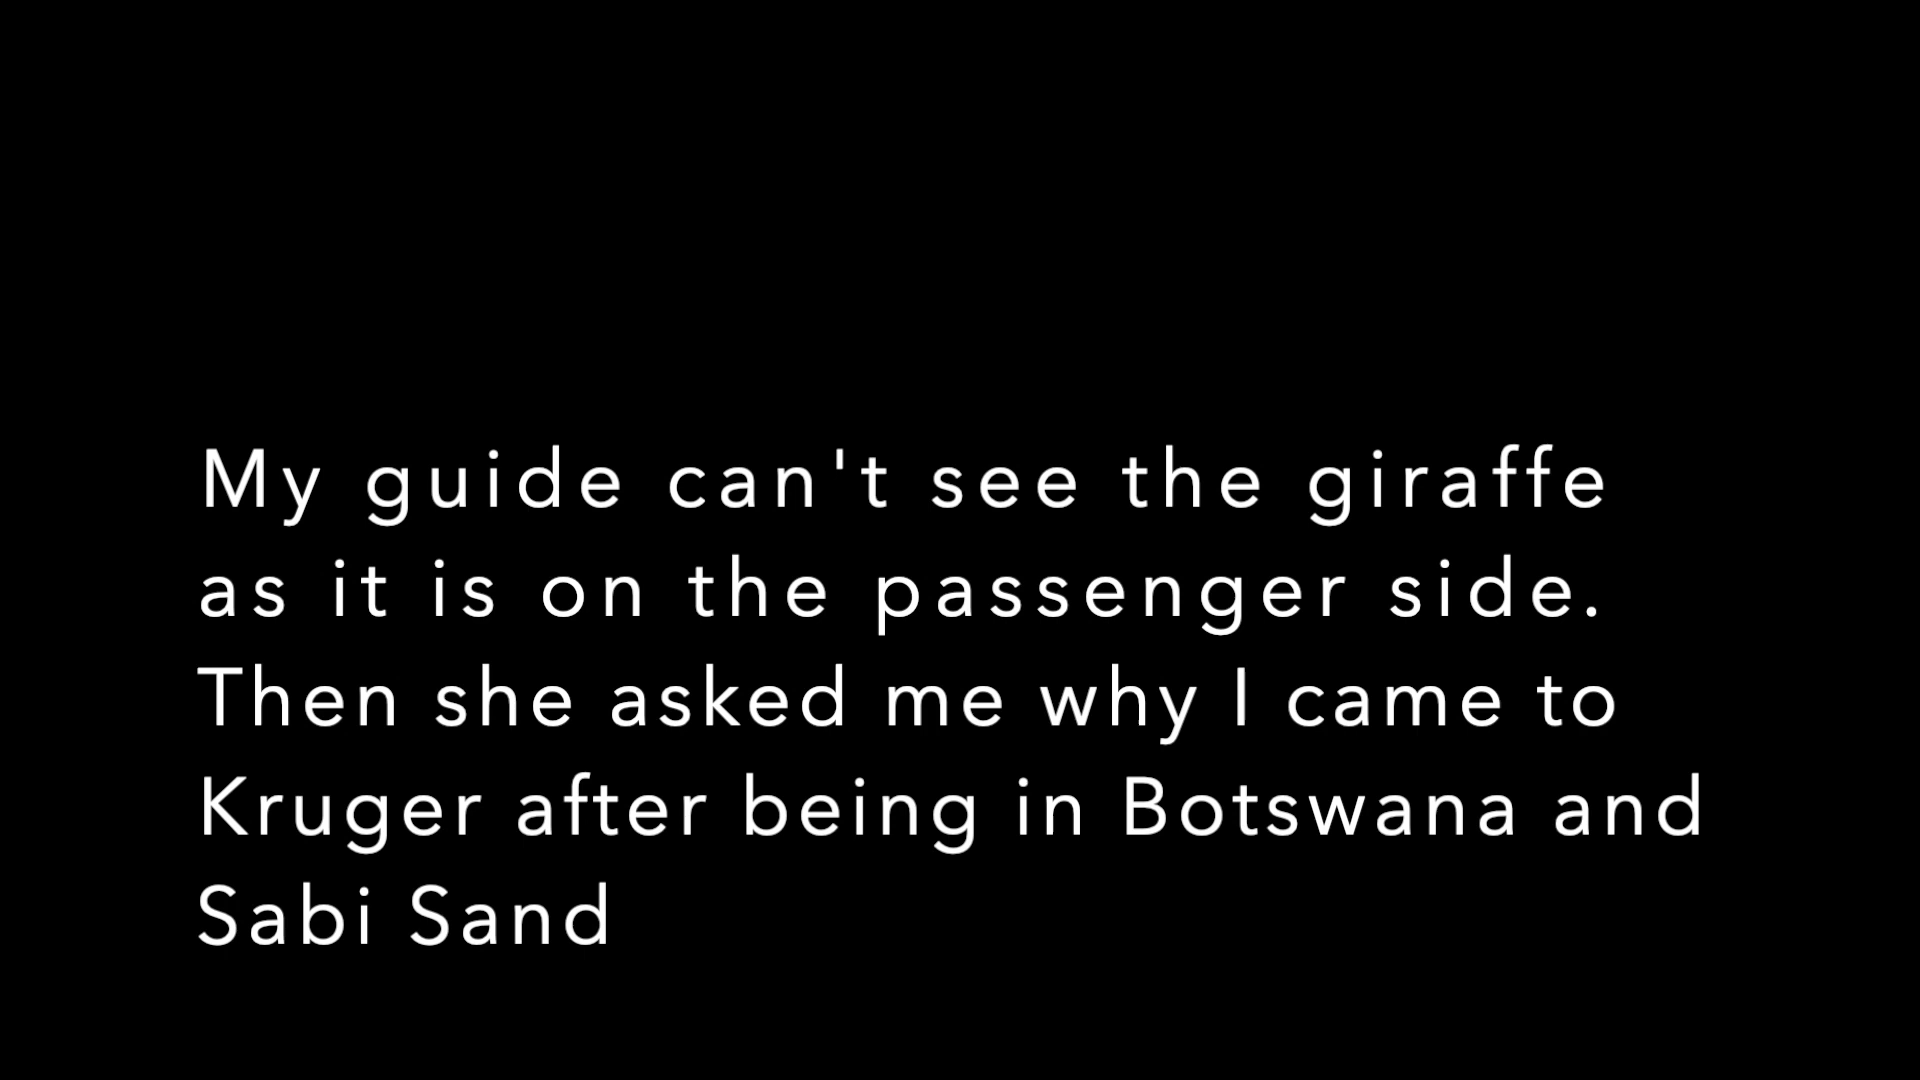 My guide can't see the giraffe
as it is on the passenger side.
Then she asked me why I came to
Kruger after being in Botswana and
Sabi Sand